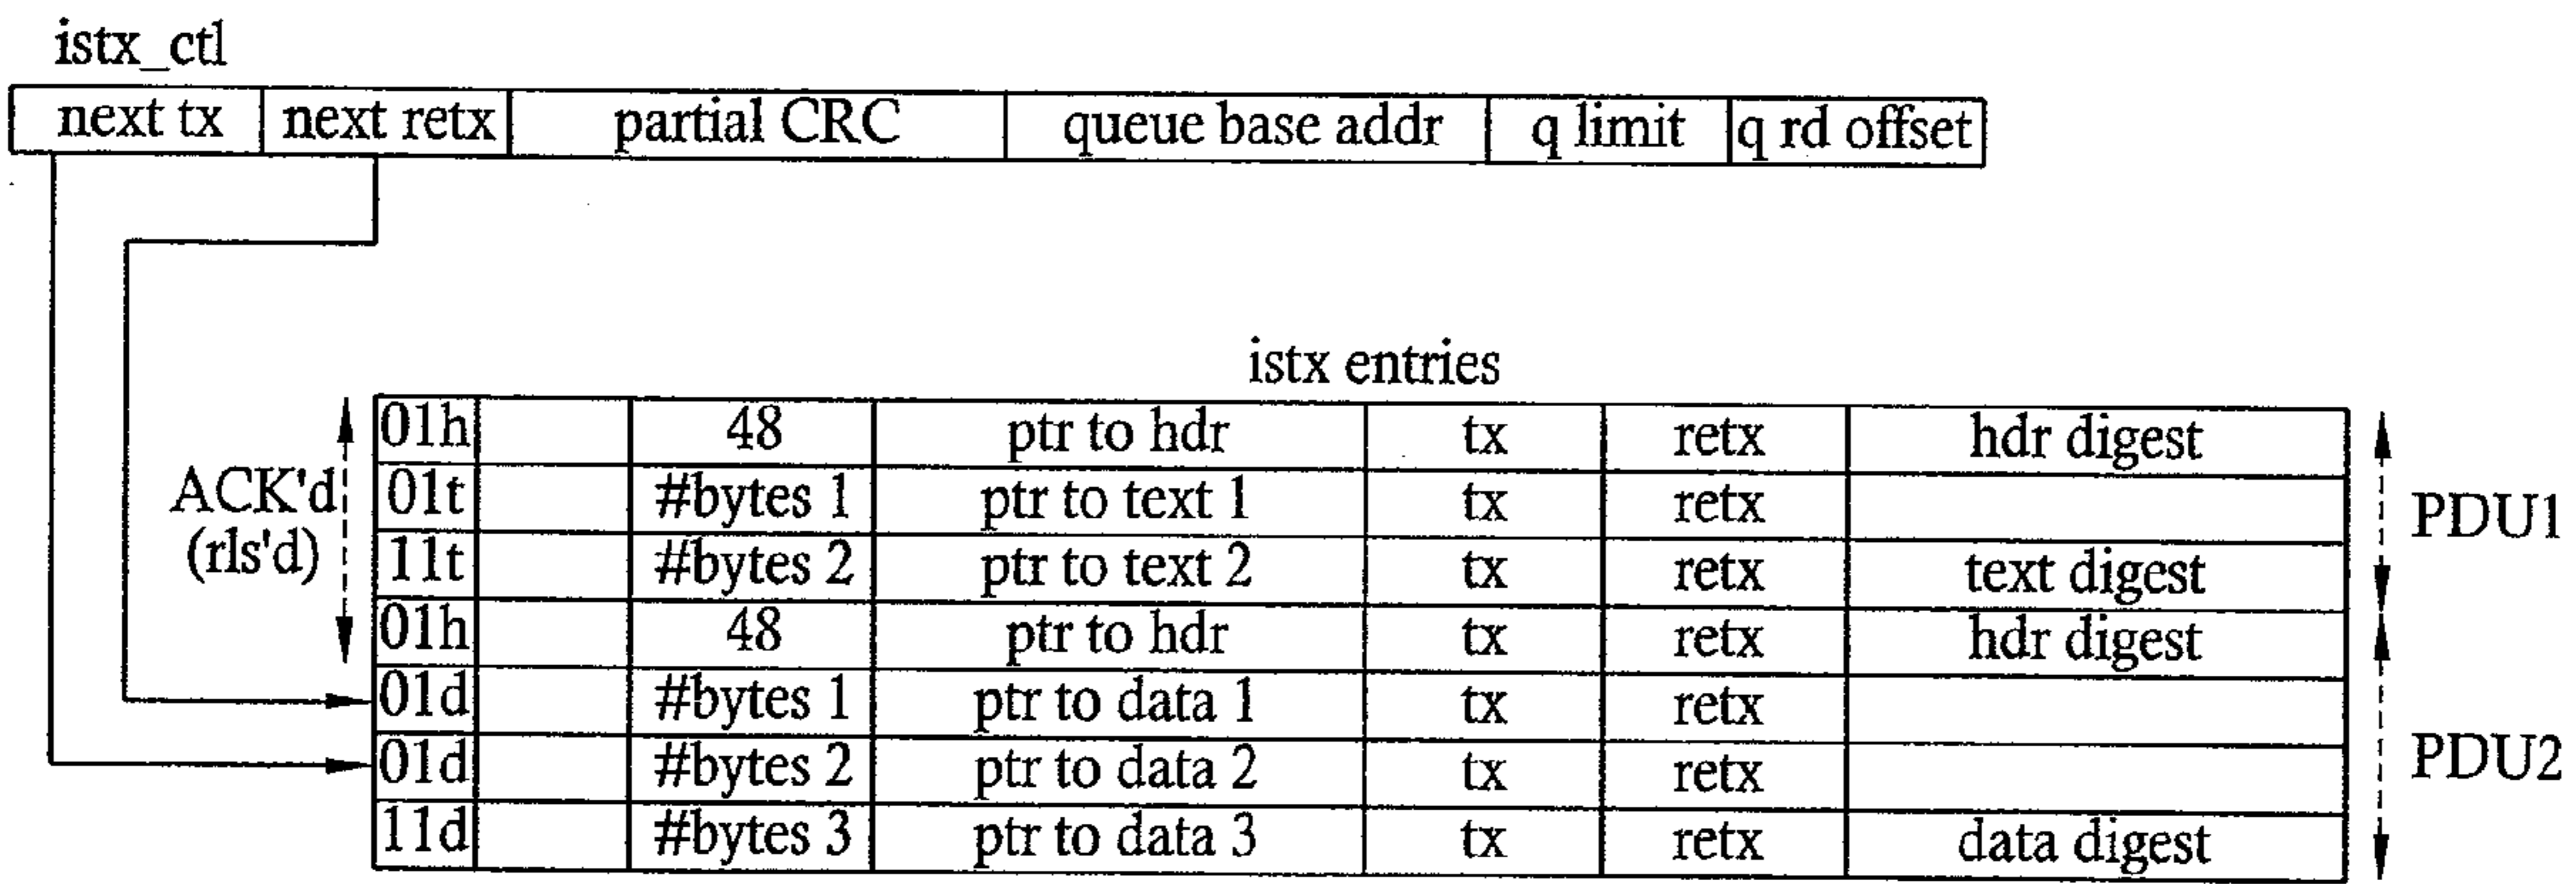 istx_ctl
next tx next retx partial CRC queue base addr q limit q rd offset
istx entries
01h 48 ptr to hdr tx retx hdr digest
01t #bytes 1 ptr to text 1 tx retx
11t #bytes 2 ptr to text 2 tx retx text digest
01h 48 ptr to hdr tx retx hdr digest
01d #bytes 1 ptr to data 1 tx retx
01d #bytes 2 ptr to data 2 tx retx
11d #bytes 3 ptr to data 3 tx retx data digest
ACK'd
(rls'd)
PDU1
PDU2